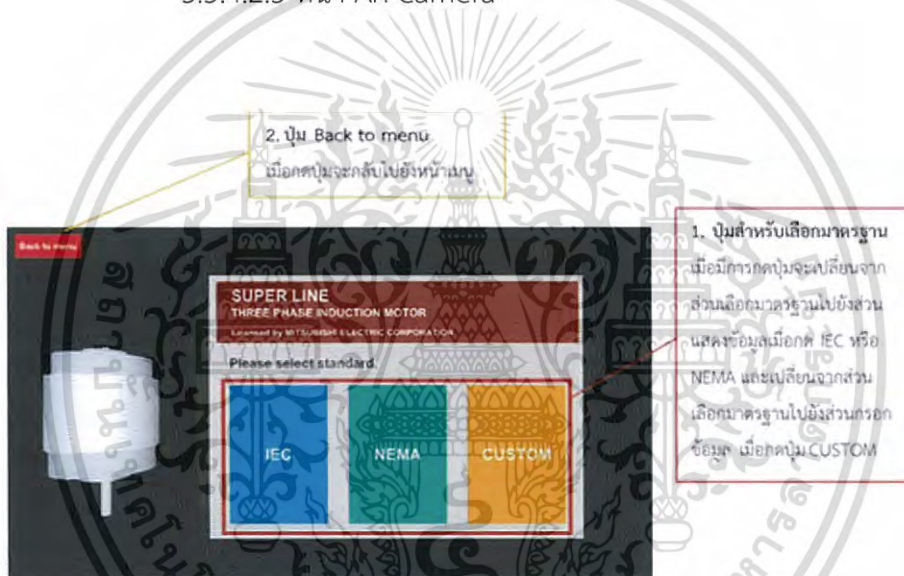 AR Camera
2. ปุ่ม Back to menu
เมื่อกดปุ่มจะกลับไปยังหน้าเมนู
Back to menu
1. ปุ่มสำหรับเลือกมาตรฐาน
เมื่อมีการกดปุ่มจะเปลี่ยนจาก
ส่วนเลือกมาตรฐานไปยังส่วน
แสดงข้อมูลเมื่อกด IEC หรือ
NEMA และเปลี่ยนจากส่วน
เลือกมาตรฐานไปยังส่วนกรอก
ข้อมูล เมื่อกดปุ่ม CUSTOM
SUPER LINE
THREE PHASE INDUCTION MOTOR
Licensed by MITSUBISHI ELECTRIC CORPORATION
Please select standard.
IEC
NEMA
CUSTOM